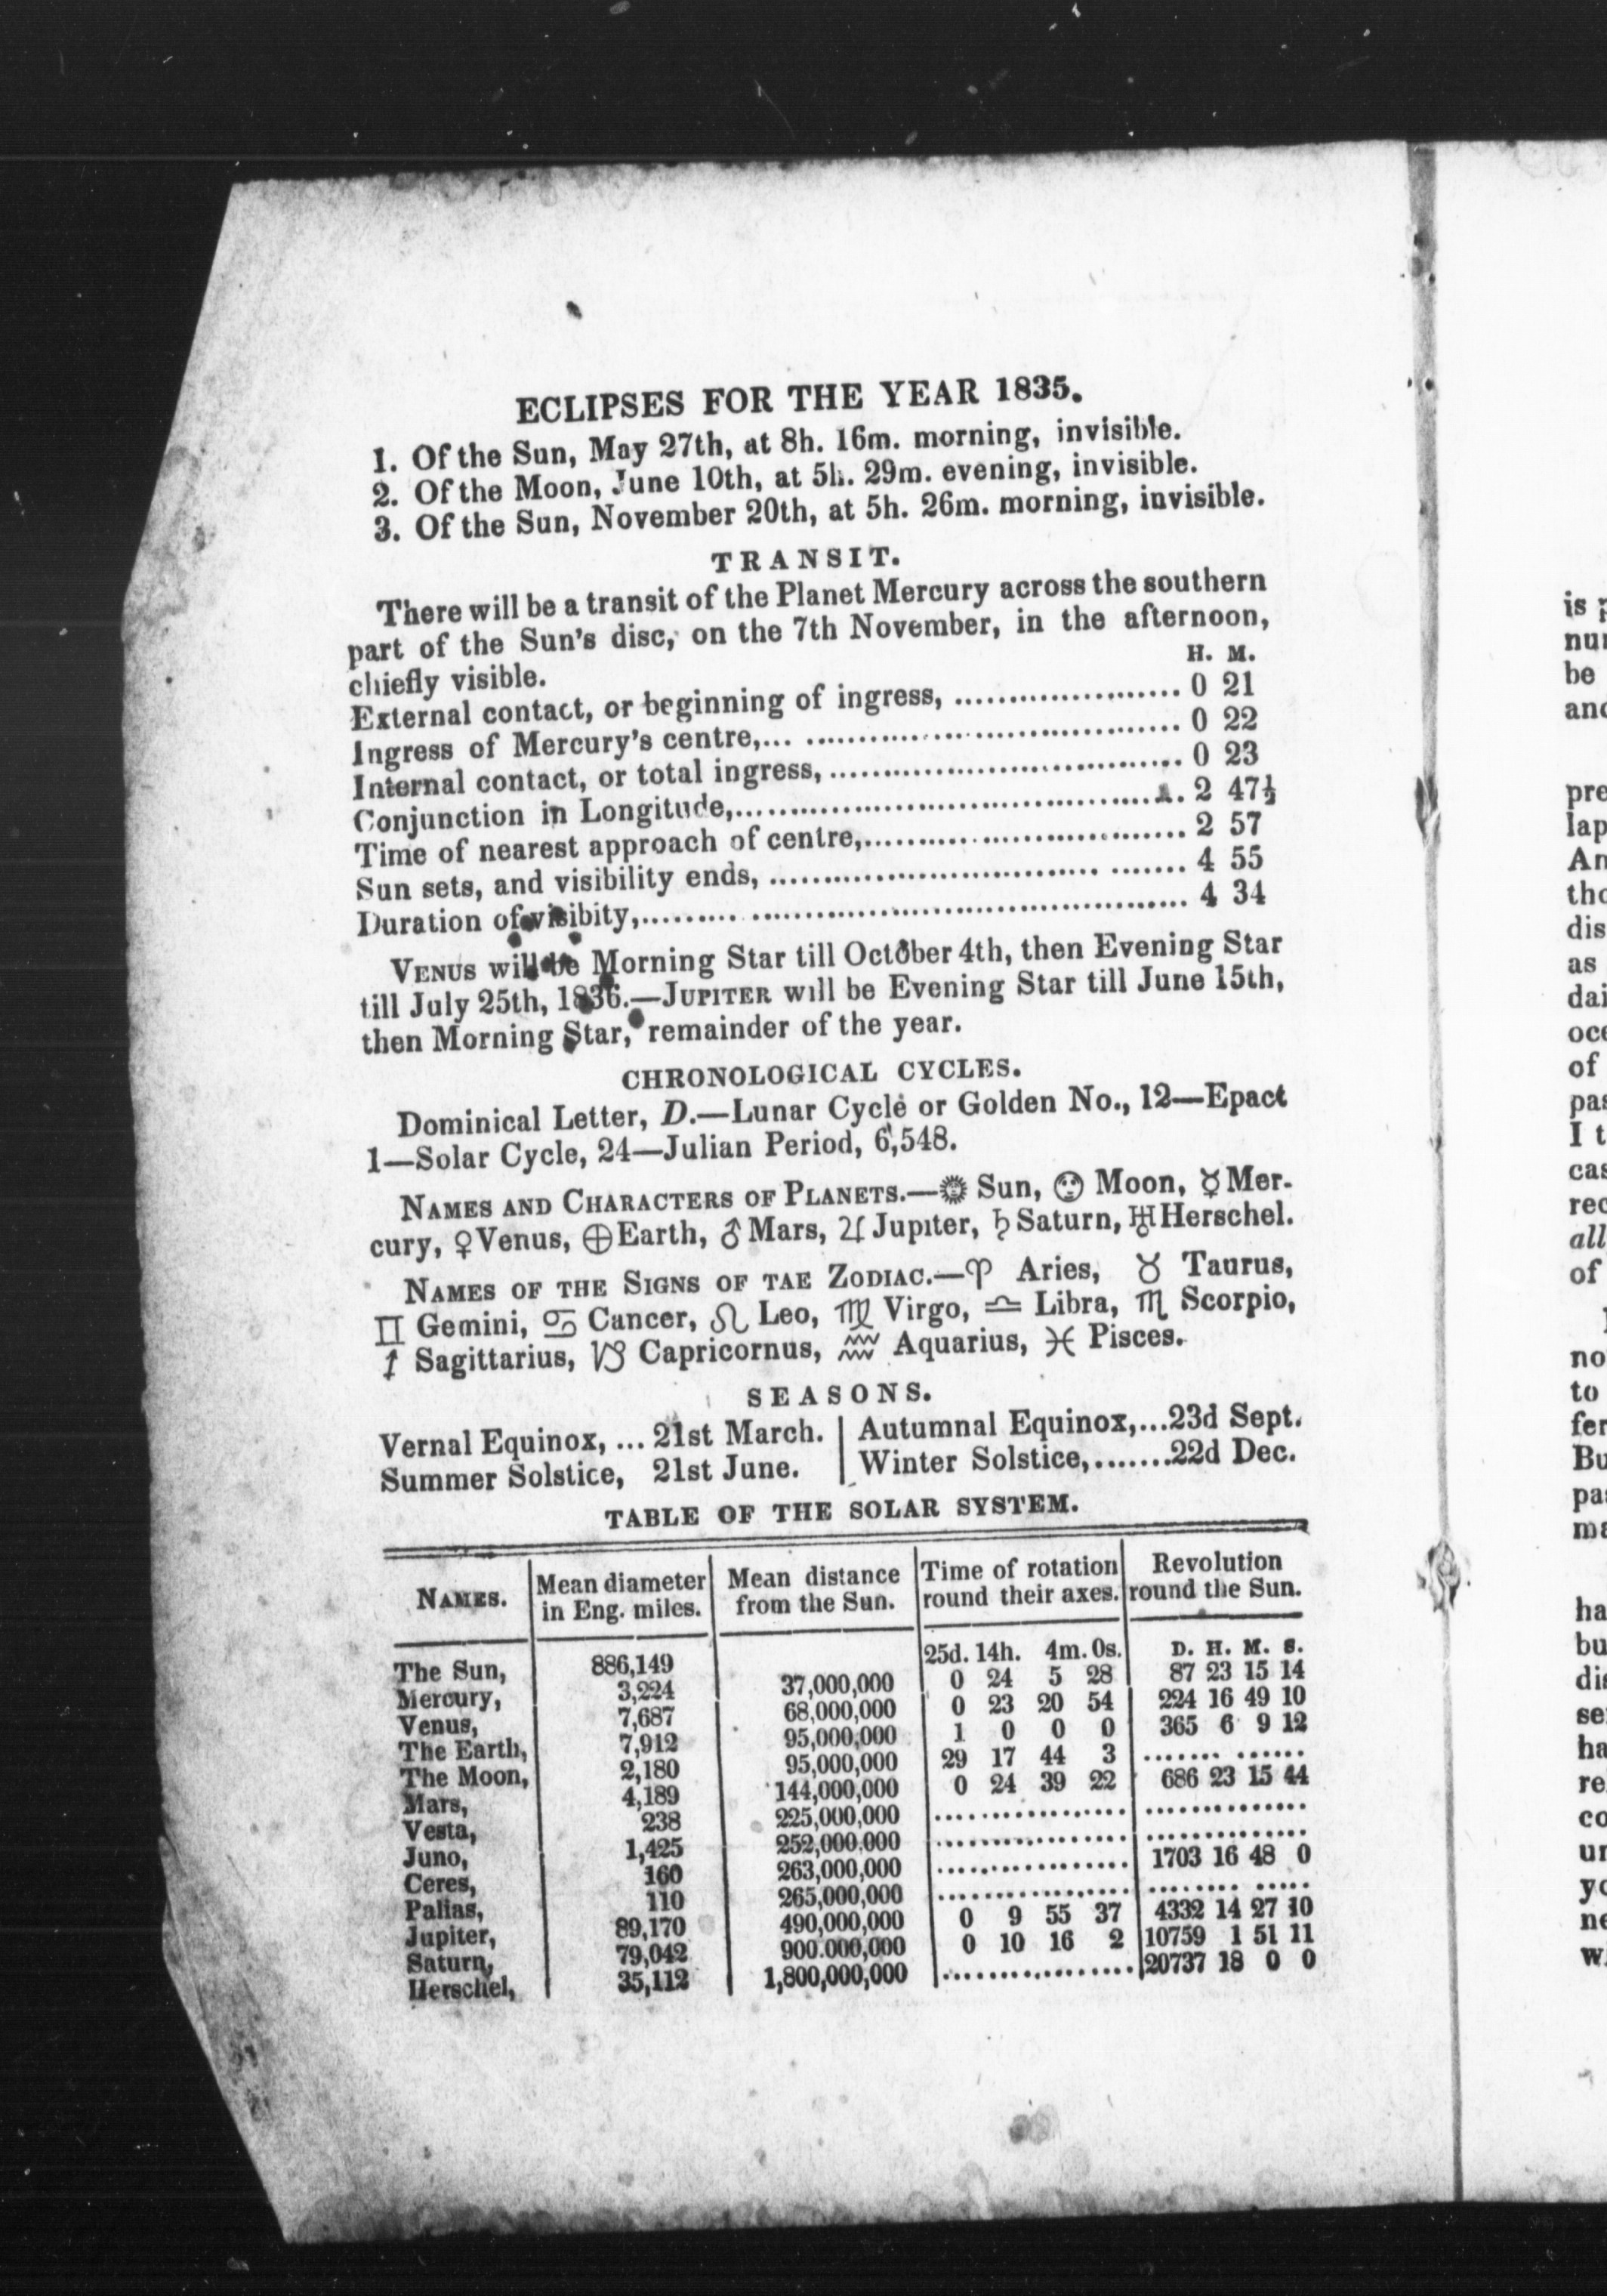 ECLIPSES FOR THE YEAR 1835.
1. Of the Sun, May 27th, at 8h. 16m. morning, invisible.
2. Of the Moon, June 10th, at 5h. 29m. evening, invisible.
3. Of the Sun, November 20th, at 5h. 26m. morning, invisible.
TRANSIT.
There will be a transit of the Planet Mercury across the southern
part of the Sun's disc, on the 7th November, in the afternoon,
chiefly visible. H. M.
External contact, or beginning of ingress, ..................... 0 21
Ingress of Mercury's centre,... .................................. 0 22
Internal contact, or total ingress, ................................. 0 23
Conjunction in Longitude,......................................... 2 47½
Time of nearest approach of centre,.............................. 2 57
Sun sets, and visibility ends, .............................. ....... 4 55
Duration of visibity,......... ........................................ 4 34
VENUS will be Morning Star till October 4th, then Evening Star
till July 25th, 1836.—JUPITER will be Evening Star till June 15th,
then Morning Star, remainder of the year.
CHRONOLOGICAL CYCLES.
Dominical Letter, D.—Lunar Cycle or Golden No., 12—Epact
1—Solar Cycle, 24—Julian Period, 6,548.
NAMES AND CHARACTERS OF PLANETS.—☀ Sun, 🌝 Moon, ☿ Mer-
cury, ♀ Venus, ⊕ Earth, ♂ Mars, ♃ Jupiter, ♄ Saturn, ♅ Herschel.
NAMES OF THE SIGNS OF TAE ZODIAC.—♈ Aries, ♉ Taurus,
♊ Gemini, ♋ Cancer, ♌ Leo, ♍ Virgo, ♎ Libra, ♏ Scorpio,
♐ Sagittarius, ♑ Capricornus, ♒ Aquarius, ♓ Pisces.
SEASONS.
Vernal Equinox, ... 21st March. | Autumnal Equinox,...23d Sept.
Summer Solstice, 21st June. | Winter Solstice,.......22d Dec.
TABLE OF THE SOLAR SYSTEM.
NAMES. | Mean diameter in Eng. miles. | Mean distance from the Sun. | Time of rotation round their axes. | Revolution round the Sun.
The Sun, 886,149 25d. 14h. 4m. 0s. D. H. M. S.
Mercury, 3,224 37,000,000 0 24 5 28 87 23 15 14
Venus, 7,687 68,000,000 0 23 20 54 224 16 49 10
The Earth, 7,912 95,000,000 1 0 0 0 365 6 9 12
The Moon, 2,180 95,000,000 29 17 44 3 ....... ......
Mars, 4,189 144,000,000 0 24 39 22 686 23 15 44
Vesta, 238 225,000,000 .................. ..............
Juno, 1,425 252,000,000 .................. ..............
Ceres, 160 263,000,000 .................. 1703 16 48 0
Pallas, 110 265,000,000 .................. ........ .....
Jupiter, 89,170 490,000,000 0 9 55 37 4332 14 27 10
Saturn, 79,042 900.000,000 0 10 16 2 10759 1 51 11
Herschel, 35,112 1,800,000,000 .................. 20737 18 0 0